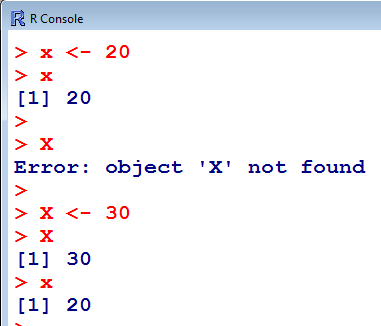 R Console
> x <- 20
> x
[1] 20
>
> X
Error: object 'X' not found
>
> X <- 30
> X
[1] 30
> x
[1] 20
>